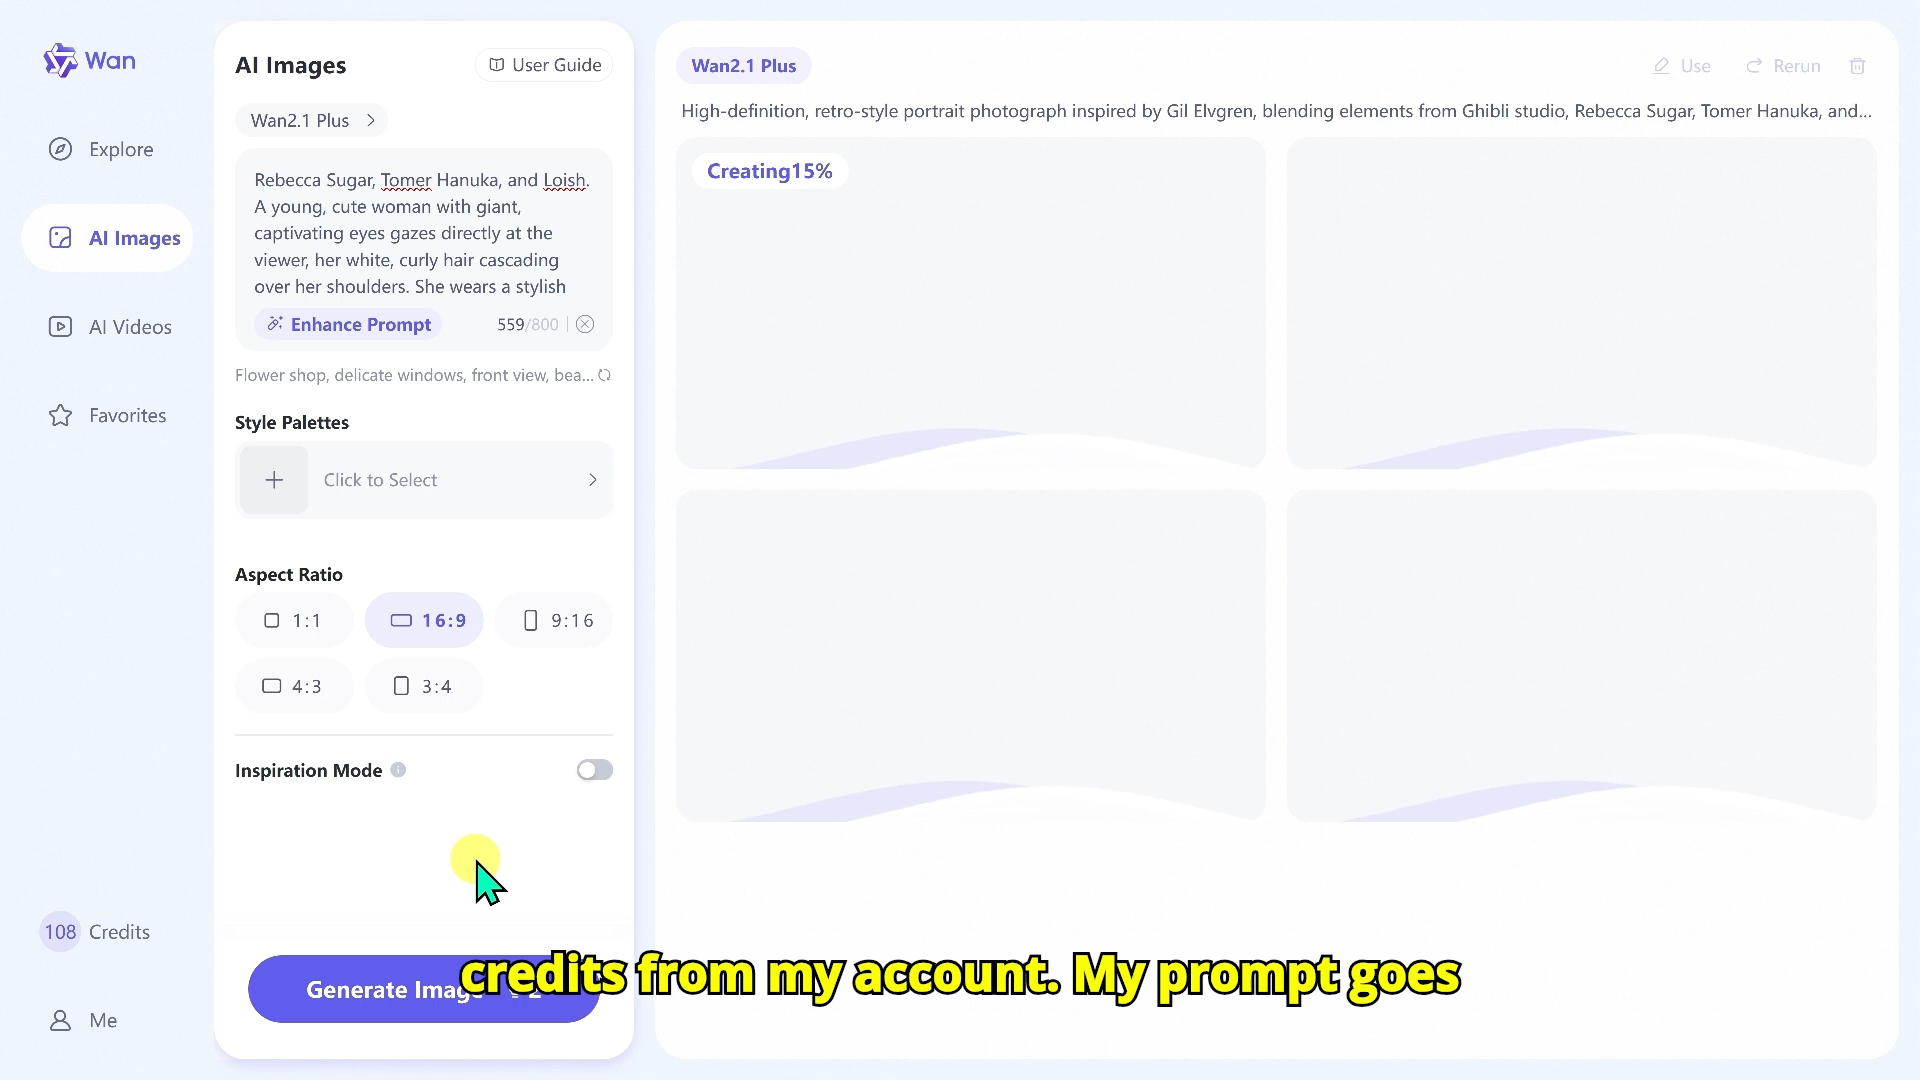 Wan
Explore
AI Images
AI Videos
Favorites
108 Credits
Me
AI Images
User Guide
Wan2.1 Plus
Rebecca Sugar, Tomer Hanuka, and Loish.
A young, cute woman with giant,
captivating eyes gazes directly at the
viewer, her white, curly hair cascading
over her shoulders. She wears a stylish
Enhance Prompt
559/800
Flower shop, delicate windows, front view, bea...
Style Palettes
Click to Select
Aspect Ratio
1:1
16:9
9:16
4:3
3:4
Inspiration Mode
Generate Image
Wan2.1 Plus
Use
Rerun
High-definition, retro-style portrait photograph inspired by Gil Elvgren, blending elements from Ghibli studio, Rebecca Sugar, Tomer Hanuka, and...
Creating15%
credits from my account. My prompt goes